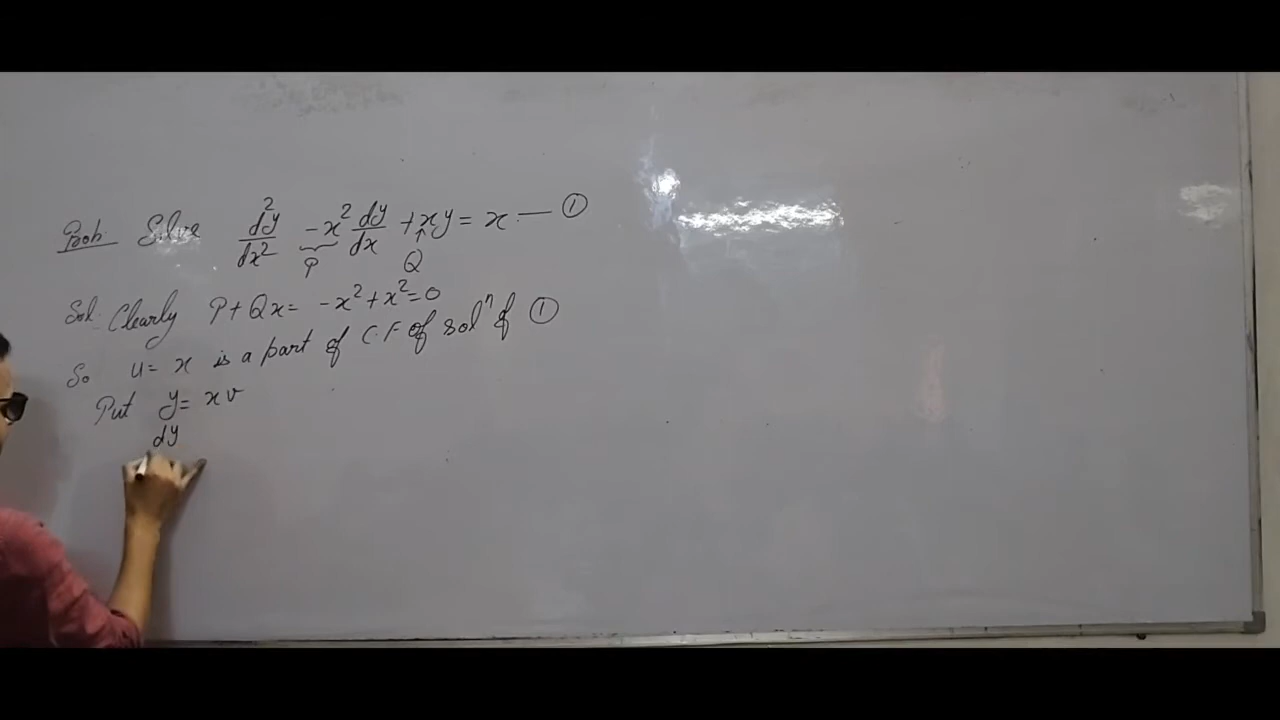 Prob. Solve d²y/dx² - x² dy/dx + xy = x — ①
P Q
Sol: Clearly P + Qx = -x² + x² = 0
So u = x is a part of C.F of solⁿ of ①
Put y = xv
dy